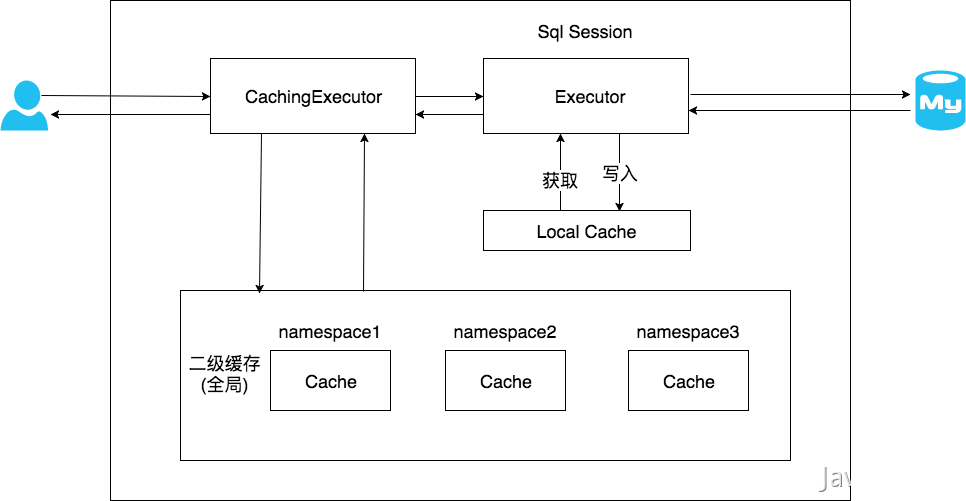 Sql Session
CachingExecutor
Executor
My
获取
写入
Local Cache
namespace1
namespace2
namespace3
二级缓存
(全局)
Cache
Cache
Cache